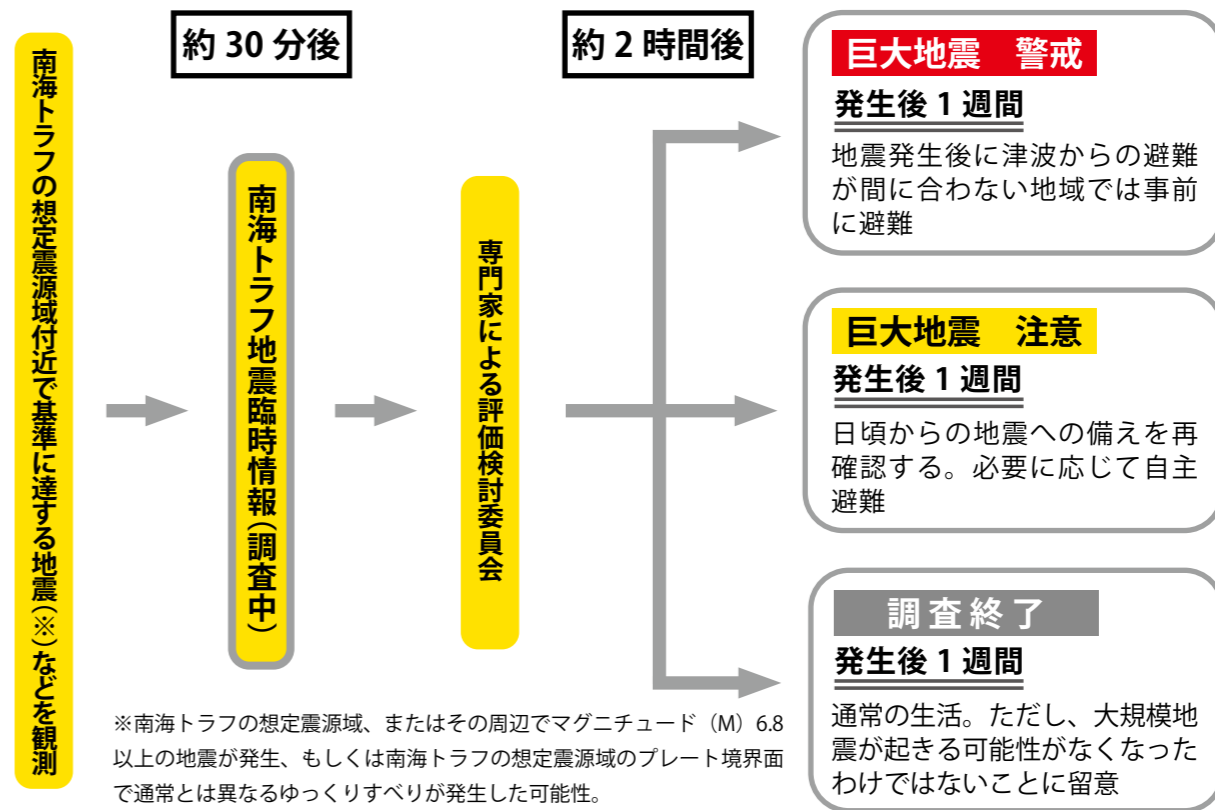 南海トラフの想定震源域付近で基準に達する地震（※）などを観測
約 30 分後
南海トラフ地震臨時情報（調査中）
専門家による評価検討委員会
約 2 時間後
巨大地震　警戒
発生後 1 週間
地震発生後に津波からの避難
が間に合わない地域では事前
に避難
巨大地震　注意
発生後 1 週間
日頃からの地震への備えを再
確認する。必要に応じて自主
避難
調査終了
発生後 1 週間
通常の生活。ただし、大規模地
震が起きる可能性がなくなった
わけではないことに留意
※南海トラフの想定震源域、またはその周辺でマグニチュード（M）6.8
以上の地震が発生、もしくは南海トラフの想定震源域のプレート境界面
で通常とは異なるゆっくりすべりが発生した可能性。